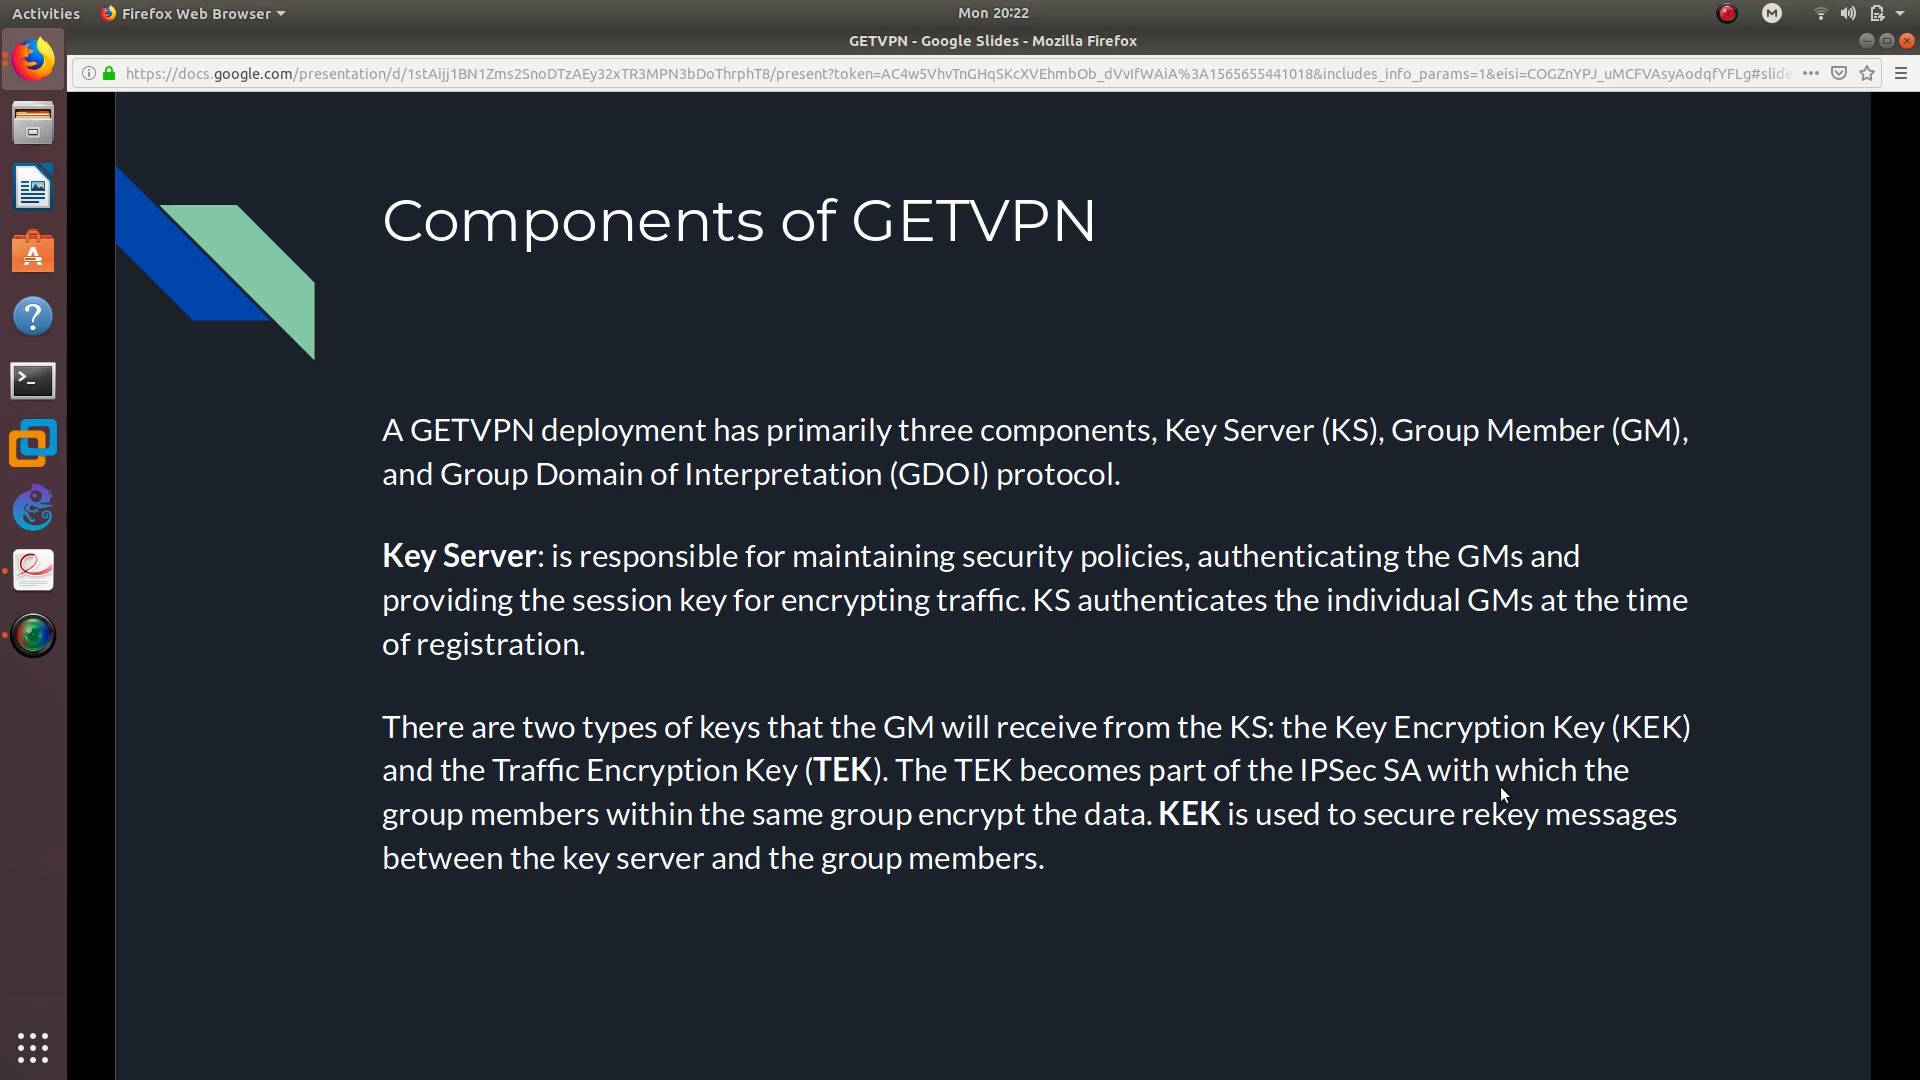 Activities
Firefox Web Browser
Mon 20:22
M
GETVPN - Google Slides - Mozilla Firefox
https://docs.google.com/presentation/d/1stAijj1BN1Zms2SnoDTzAEy32xTR3MPN3bDoThrphT8/present?token=AC4w5VhvTnGHqSKcXVEhmbOb_dVvIfWAiA%3A1565655441018&includes_info_params=1&eisi=COGZnYPJ_uMCFVAsyAodqfYFLg#slide
Components of GETVPN
A GETVPN deployment has primarily three components, Key Server (KS), Group Member (GM),
and Group Domain of Interpretation (GDOI) protocol.
Key Server: is responsible for maintaining security policies, authenticating the GMs and
providing the session key for encrypting traffic. KS authenticates the individual GMs at the time
of registration.
There are two types of keys that the GM will receive from the KS: the Key Encryption Key (KEK)
and the Traffic Encryption Key (TEK). The TEK becomes part of the IPSec SA with which the
group members within the same group encrypt the data. KEK is used to secure rekey messages
between the key server and the group members.